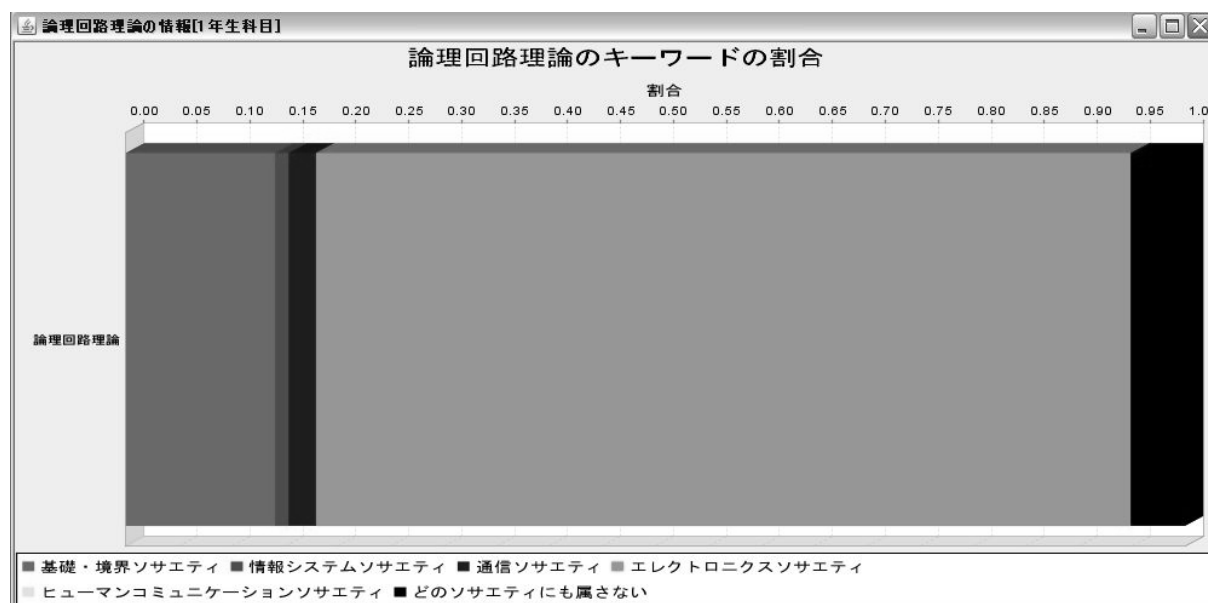 論理回路理論の情報[1年生科目]
論理回路理論のキーワードの割合
割合
0.00 0.05 0.10 0.15 0.20 0.25 0.30 0.35 0.40 0.45 0.50 0.55 0.60 0.65 0.70 0.75 0.80 0.85 0.90 0.95 1.0
論理回路理論
基礎・境界ソサエティ 情報システムソサエティ 通信ソサエティ エレクトロニクスソサエティ
ヒューマンコミュニケーションソサエティ どのソサエティにも属さない